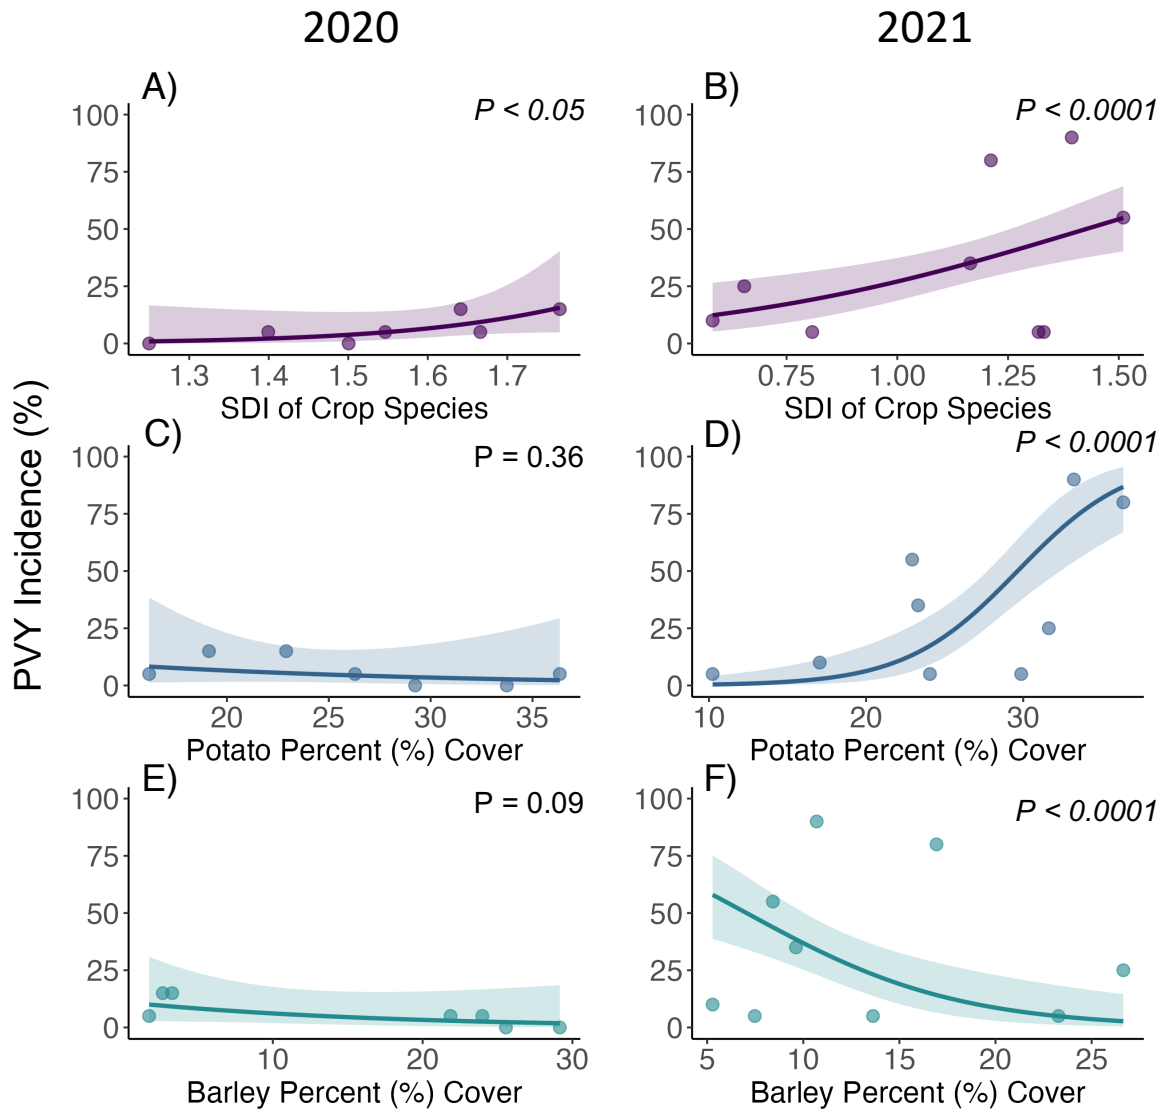 2020
2021
PVY Incidence (%)
A)
P < 0.05
100
75
50
25
0
1.3 1.4 1.5 1.6 1.7
SDI of Crop Species
B)
P < 0.0001
100
75
50
25
0
0.75 1.00 1.25 1.50
SDI of Crop Species
C)
P = 0.36
100
75
50
25
0
20 25 30 35
Potato Percent (%) Cover
D)
P < 0.0001
100
75
50
25
0
10 20 30
Potato Percent (%) Cover
E)
P = 0.09
100
75
50
25
0
10 20 30
Barley Percent (%) Cover
F)
P < 0.0001
100
75
50
25
0
5 10 15 20 25
Barley Percent (%) Cover